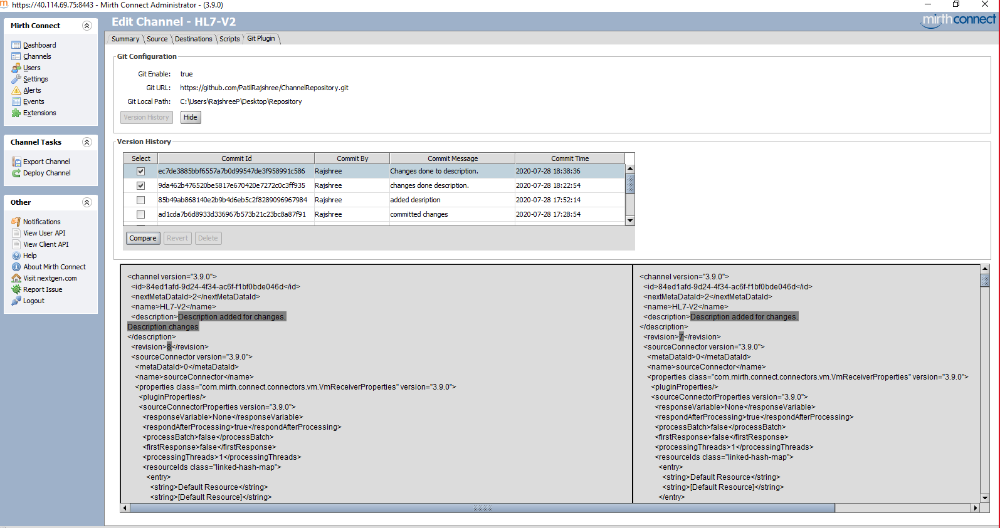 https://40.114.69.75:8443 - Mirth Connect Administrator - (3.9.0)
Mirth Connect
Dashboard
Channels
Users
Settings
Alerts
Events
Extensions
Channel Tasks
Export Channel
Deploy Channel
Other
Notifications
View User API
View Client API
Help
About Mirth Connect
Visit nextgen.com
Report Issue
Logout
Edit Channel - HL7-V2
mirthconnect
Summary Source Destinations Scripts Git Plugin
Git Configuration
Git Enable: true
Git URL: https://github.com/PatilRajshree/ChannelRepository.git
Git Local Path: C:\Users\RajshreeP\Desktop\Repository
Version History Hide
Version History
Select Commit Id Commit By Commit Message Commit Time
ec7de3885bbf6557a7b0d99547de3f958991c586 Rajshree Changes done to description. 2020-07-28 18:38:36
9da462b476520be5817e670420e7272c0c3ff935 Rajshree changes done description. 2020-07-28 18:22:54
85b49ab868140e2b9b4d6eb5c2f8289096967984 Rajshree added desription 2020-07-28 17:52:14
ad1cda7b6d8933d336967b573b21c23bc8a87f91 Rajshree committed changes 2020-07-28 17:28:54
Compare Revert Delete
<channel version="3.9.0">
<id>84ed1afd-9d24-4f34-ac6f-f1bf0bde046d</id>
<nextMetaDataId>2</nextMetaDataId>
<name>HL7-V2</name>
<description>Description added for changes.
Description changes
</description>
<revision>8</revision>
<sourceConnector version="3.9.0">
<metaDataId>0</metaDataId>
<name>sourceConnector</name>
<properties class="com.mirth.connect.connectors.vm.VmReceiverProperties" version="3.9.0">
<pluginProperties/>
<sourceConnectorProperties version="3.9.0">
<responseVariable>None</responseVariable>
<respondAfterProcessing>true</respondAfterProcessing>
<processBatch>false</processBatch>
<firstResponse>false</firstResponse>
<processingThreads>1</processingThreads>
<resourceIds class="linked-hash-map">
<entry>
<string>Default Resource</string>
<string>[Default Resource]</string>
<channel version="3.9.0">
<id>84ed1afd-9d24-4f34-ac6f-f1bf0bde046d</id>
<nextMetaDataId>2</nextMetaDataId>
<name>HL7-V2</name>
<description>Description added for changes.
</description>
<revision>7</revision>
<sourceConnector version="3.9.0">
<metaDataId>0</metaDataId>
<name>sourceConnector</name>
<properties class="com.mirth.connect.connectors.vm.VmReceiverProperties" version="3.9.0">
<pluginProperties/>
<sourceConnectorProperties version="3.9.0">
<responseVariable>None</responseVariable>
<respondAfterProcessing>true</respondAfterProcessing>
<processBatch>false</processBatch>
<firstResponse>false</firstResponse>
<processingThreads>1</processingThreads>
<resourceIds class="linked-hash-map">
<entry>
<string>Default Resource</string>
<string>[Default Resource]</string>
</entry>